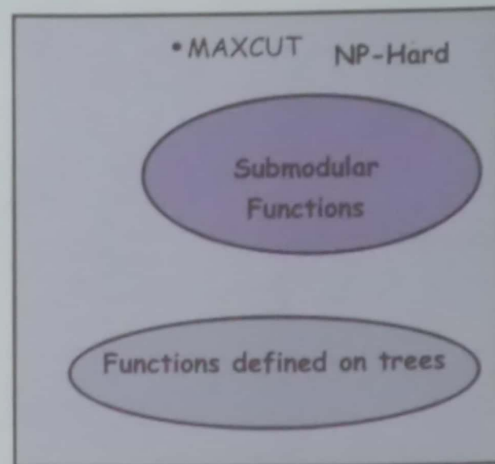 • MAXCUT NP-Hard
Submodular
Functions
Functions defined on trees